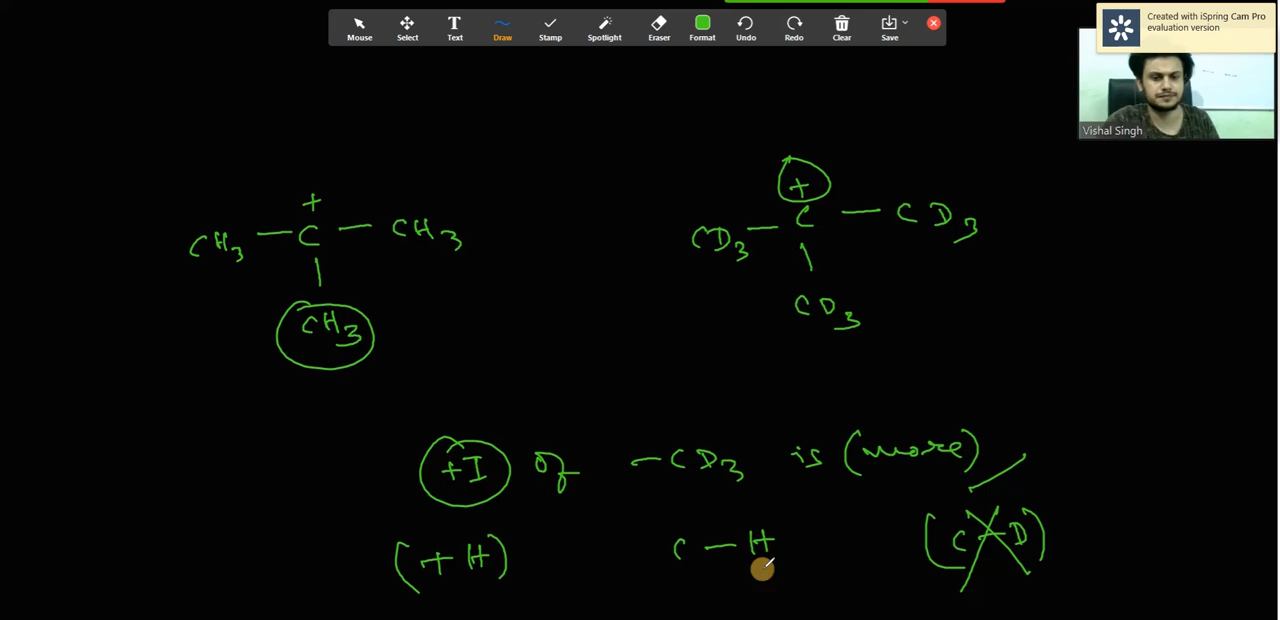 Mouse Select Text Draw Stamp Spotlight Eraser Format Undo Redo Clear Save
Created with iSpring Cam Pro
evaluation version
Vishal Singh
+ 
CH3 — C — CH3
CH3
+
CD3 — C — CD3
CD3
+I of — CD3 is (more)
(+H) C — H (C — D)